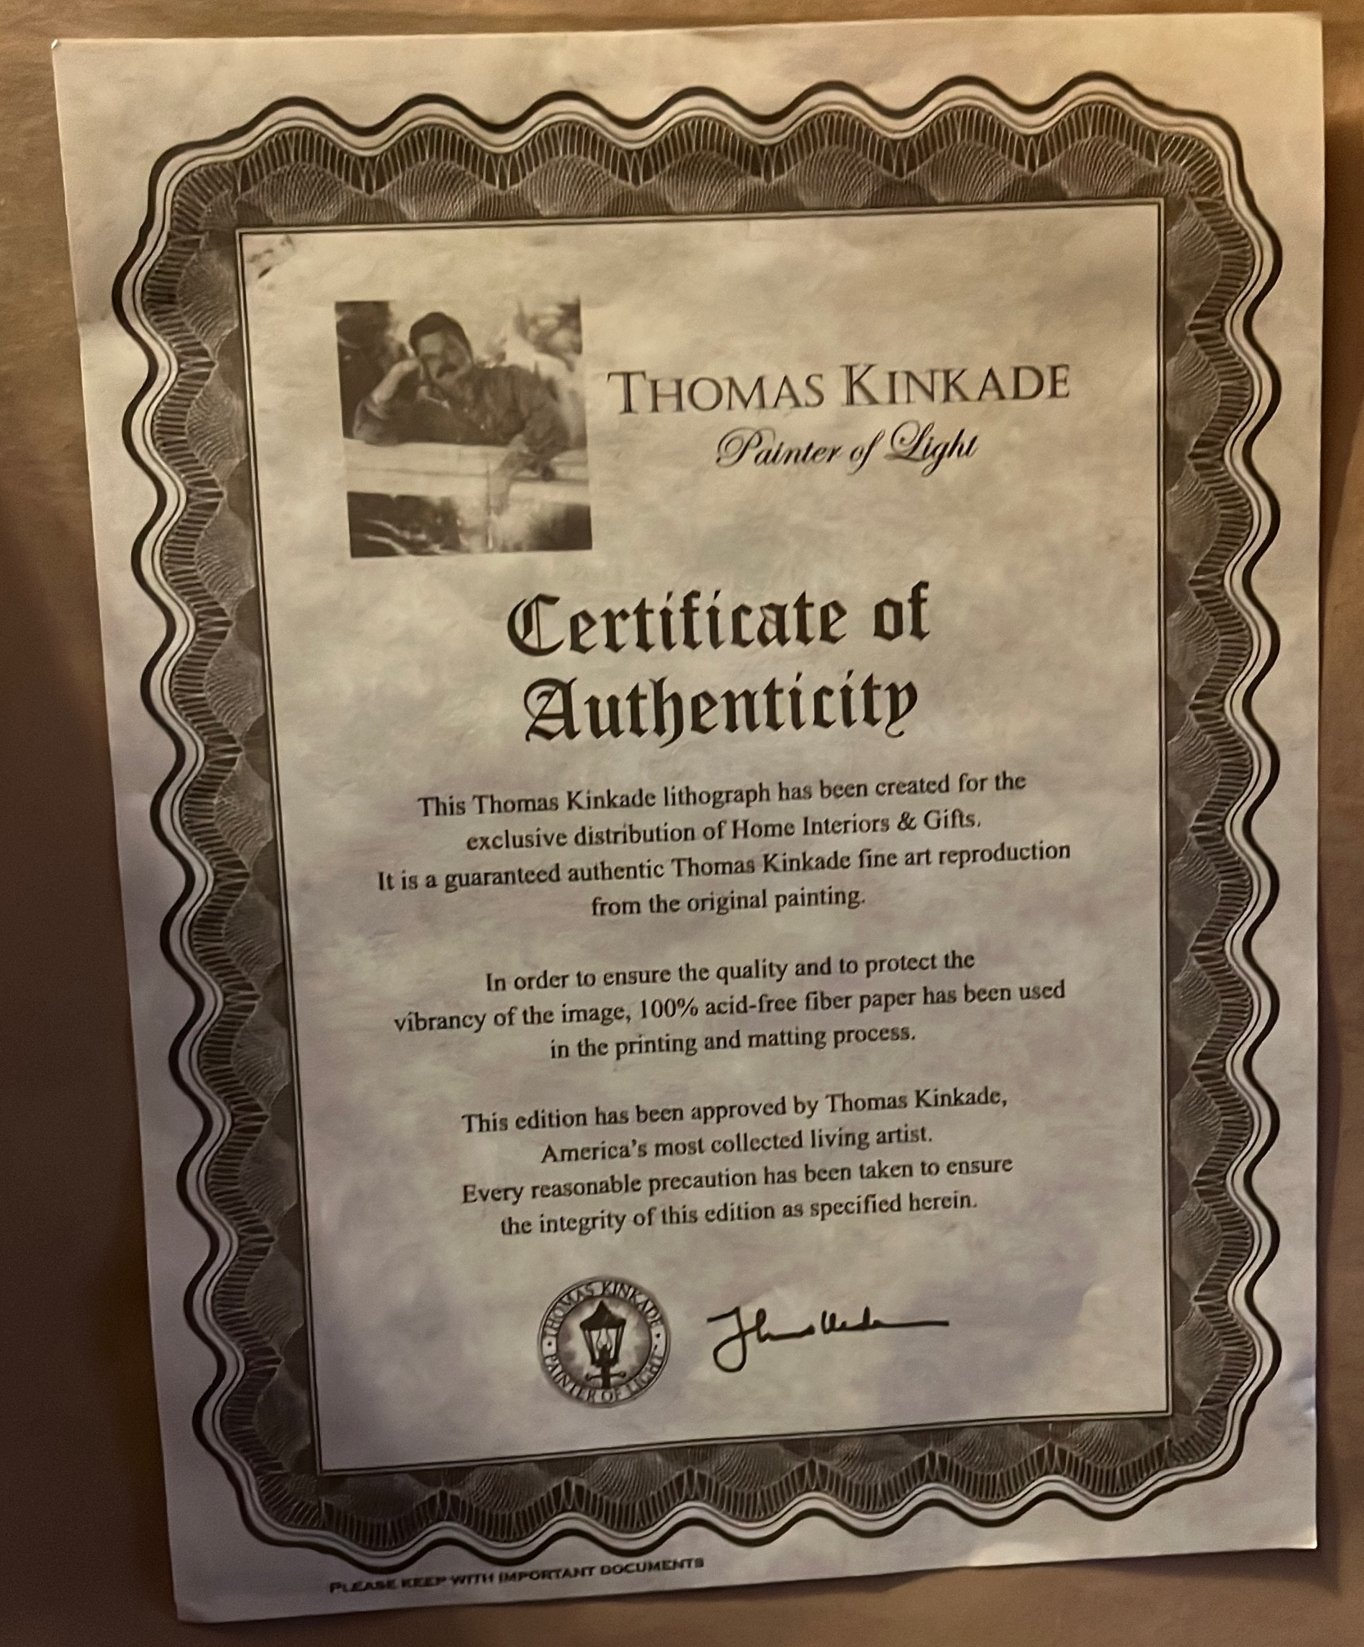 THOMAS KINKADE
Painter of Light
Certificate of
Authenticity
This Thomas Kinkade lithograph has been created for the
exclusive distribution of Home Interiors & Gifts.
It is a guaranteed authentic Thomas Kinkade fine art reproduction
from the original painting.
In order to ensure the quality and to protect the
vibrancy of the image, 100% acid-free fiber paper has been used
in the printing and matting process.
This edition has been approved by Thomas Kinkade,
America's most collected living artist.
Every reasonable precaution has been taken to ensure
the integrity of this edition as specified herein.
THOMAS KINKADE
PAINTER OF LIGHT
PLEASE KEEP WITH IMPORTANT DOCUMENTS